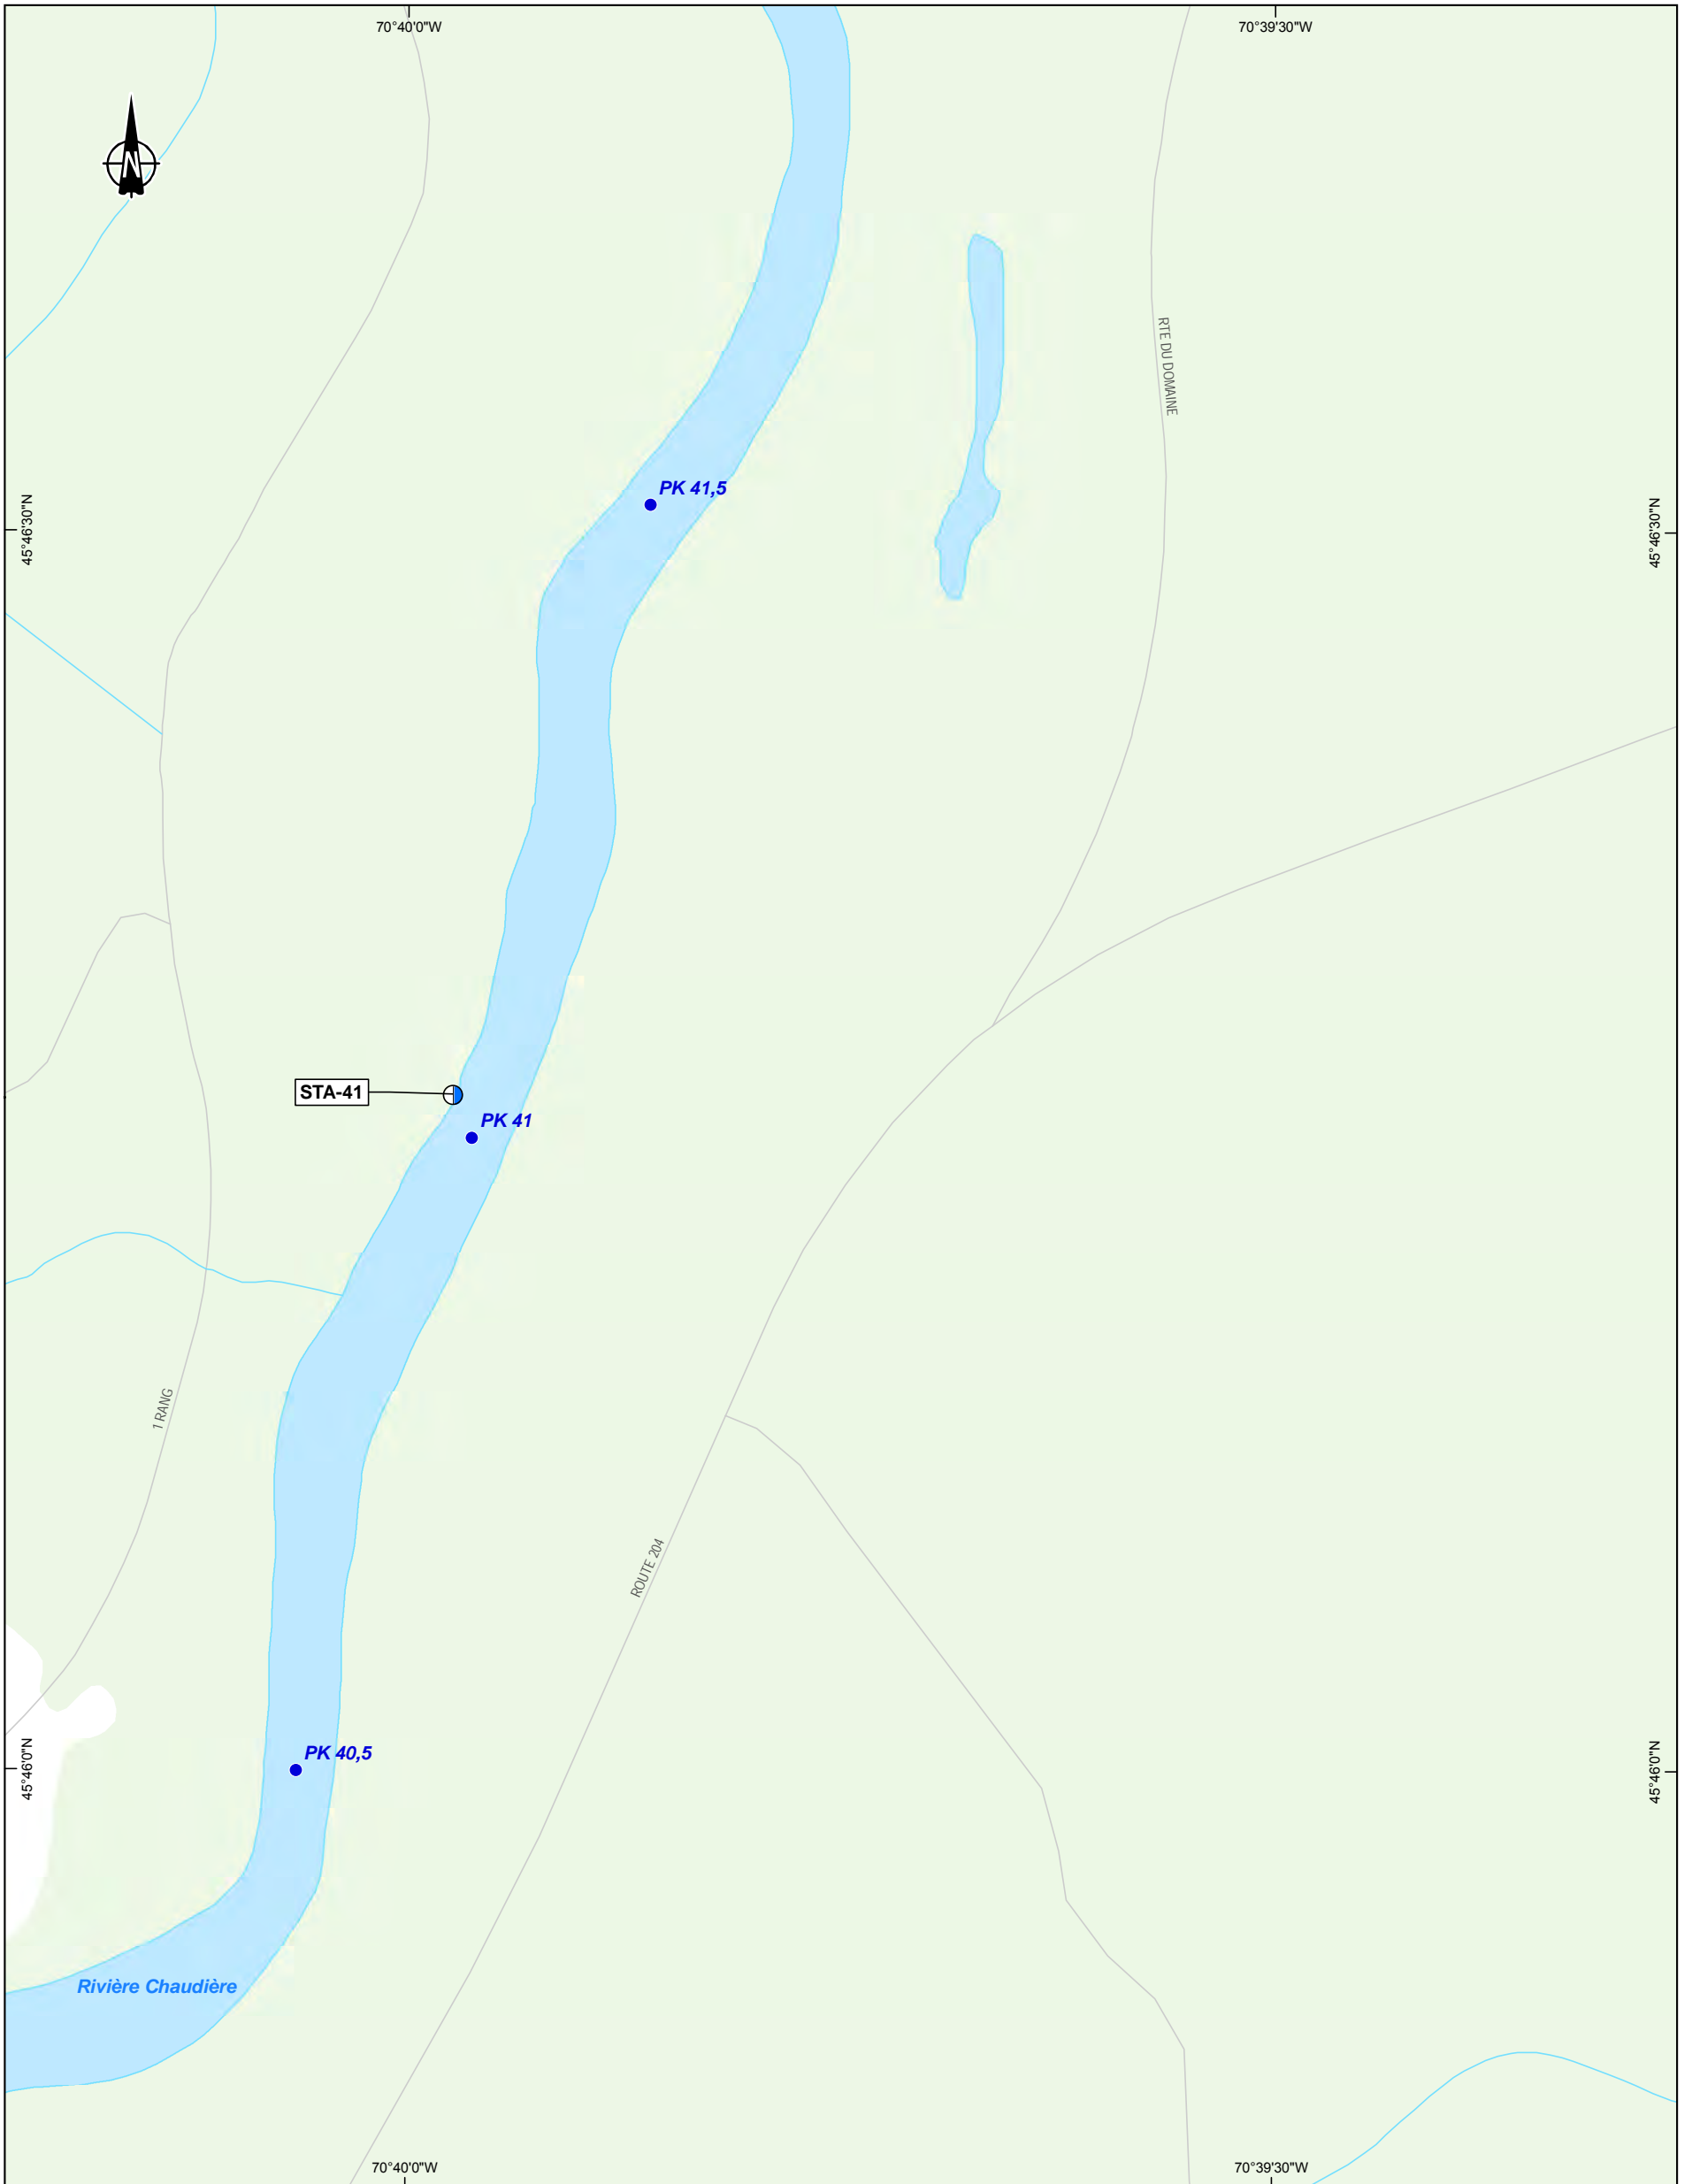 70°40'0"W
70°39'30"W
N
RTE DU DOMAINE
PK 41,5
45°46'30"N
45°46'30"N
STA-41
PK 41
1 RANG
ROUTE 204
PK 40,5
45°46'0"N
45°46'0"N
Rivière Chaudière
70°40'0"W
70°39'30"W